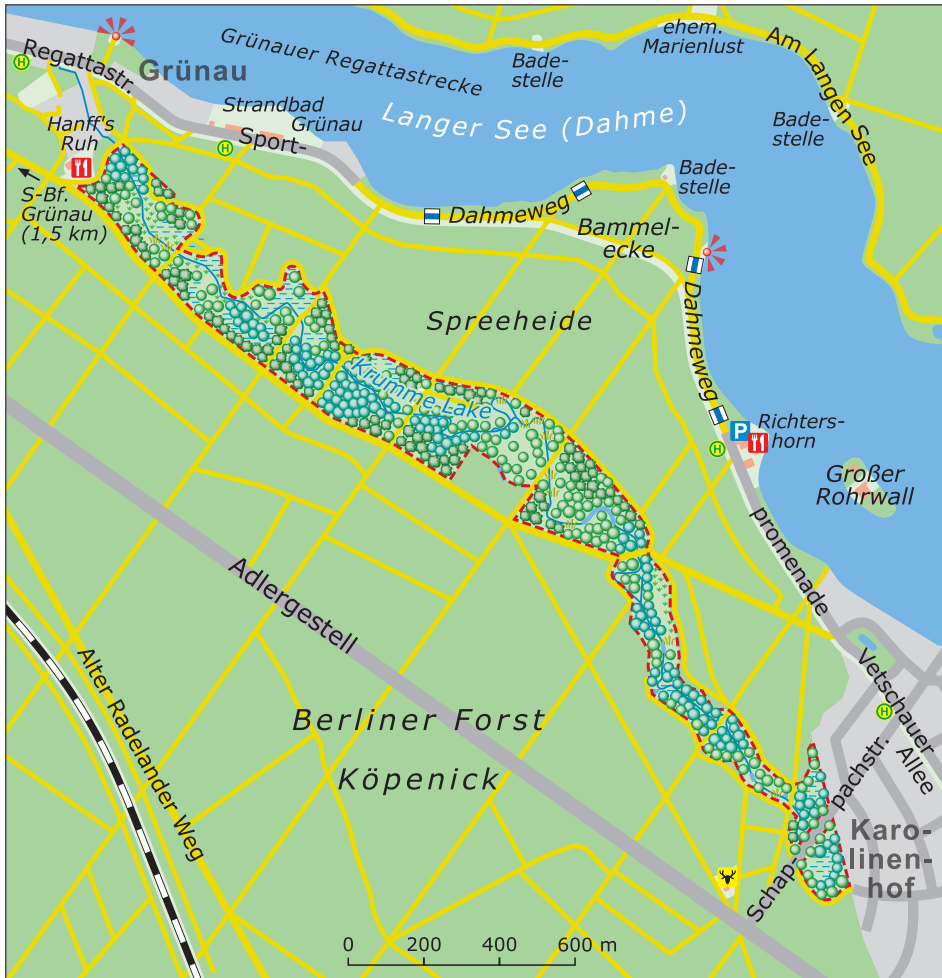 ehem.
Marienlust
Am Langen See
Grünauer Regattastrecke
Bade-
stelle
Regattastr.
Grünau
H
Strandbad
Grünau
Langer See (Dahme)
Bade-
stelle
Hanff's
Ruh
Sport-
H
Bade-
stelle
S-Bf.
Grünau
(1,5 km)
Dahmeweg
Bammel-
ecke
Dahmeweg
Spreeheide
Krumme Lake
P
Richters-
horn
H
Großer
Rohrwall
promenade
Adlergestell
Vetschauer
Allee
H
Alter Radelander Weg
Berliner Forst
Köpenick
Schap-
pachstr.
Karo-
linen-
hof
0 200 400 600 m